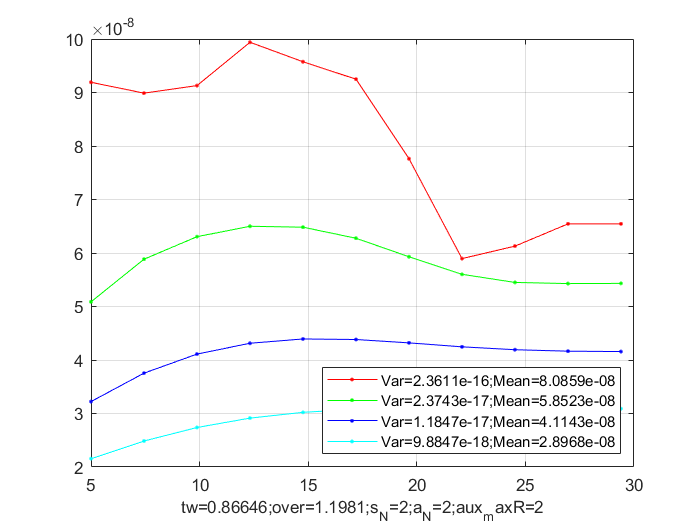 ×10-8
10
9
8
7
6
5
4
3
2
Var=2.3611e-16;Mean=8.0859e-08
Var=2.3743e-17;Mean=5.8523e-08
Var=1.1847e-17;Mean=4.1143e-08
Var=9.8847e-18;Mean=2.8968e-08
5 10 15 20 25 30
tw=0.86646;over=1.1981;sN=2;aN=2;auxmaxR=2